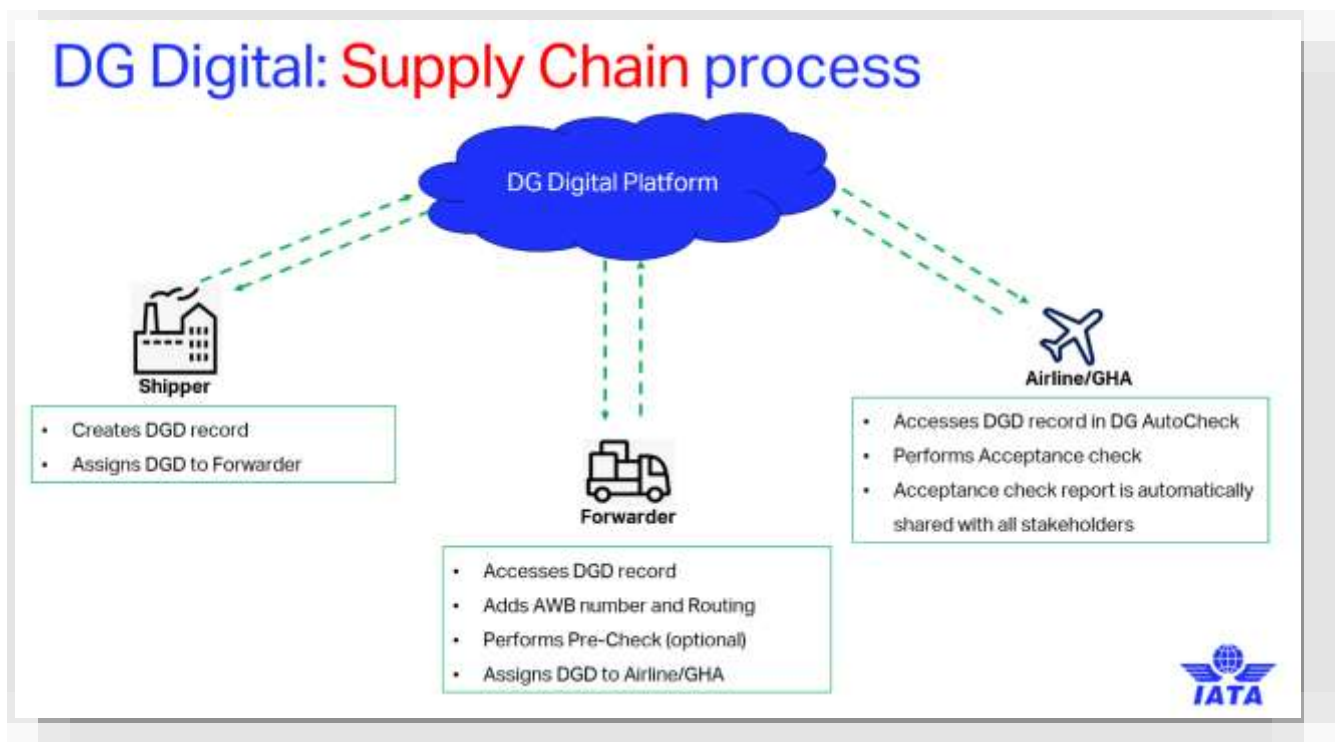 DG Digital: Supply Chain process
DG Digital Platform
Shipper
• Creates DGD record
• Assigns DGD to Forwarder
Forwarder
• Accesses DGD record
• Adds AWB number and Routing
• Performs Pre-Check (optional)
• Assigns DGD to Airline/GHA
Airline/GHA
• Accesses DGD record in DG AutoCheck
• Performs Acceptance check
• Acceptance check report is automatically
shared with all stakeholders
IATA